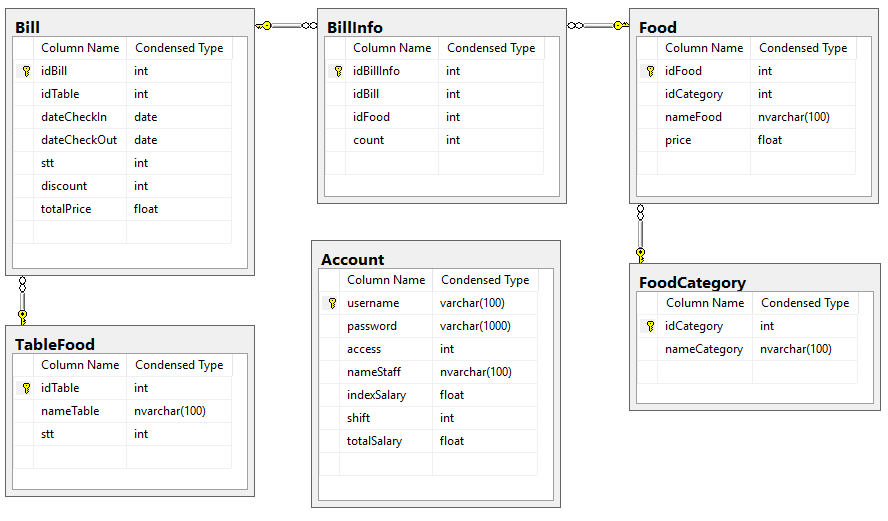 Bill
Column Name Condensed Type
idBill int
idTable int
dateCheckIn date
dateCheckOut date
stt int
discount int
totalPrice float
BillInfo
Column Name Condensed Type
idBillInfo int
idBill int
idFood int
count int
Food
Column Name Condensed Type
idFood int
idCategory int
nameFood nvarchar(100)
price float
Account
Column Name Condensed Type
username varchar(100)
password varchar(1000)
access int
nameStaff nvarchar(100)
indexSalary float
shift int
totalSalary float
FoodCategory
Column Name Condensed Type
idCategory int
nameCategory nvarchar(100)
TableFood
Column Name Condensed Type
idTable int
nameTable nvarchar(100)
stt int